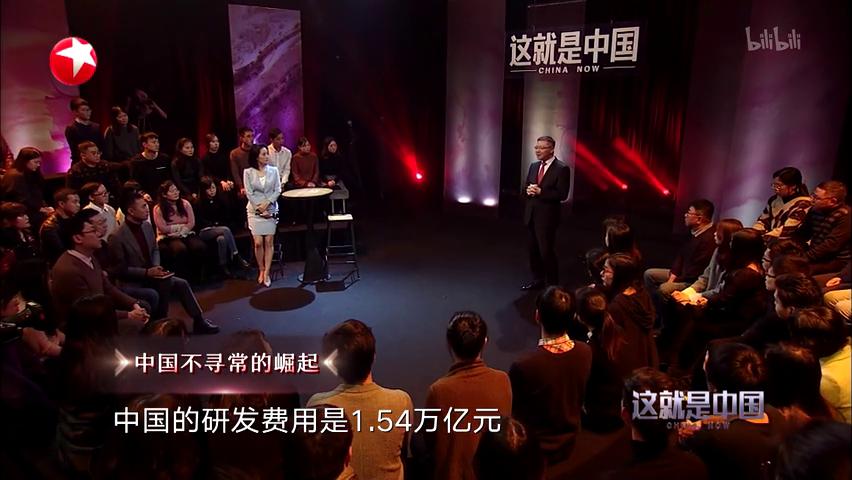 bilibili
这就是中国
CHINA NOW
中国不寻常的崛起
这就是中国
CHINA NOW
中国的研发费用是1.54万亿元